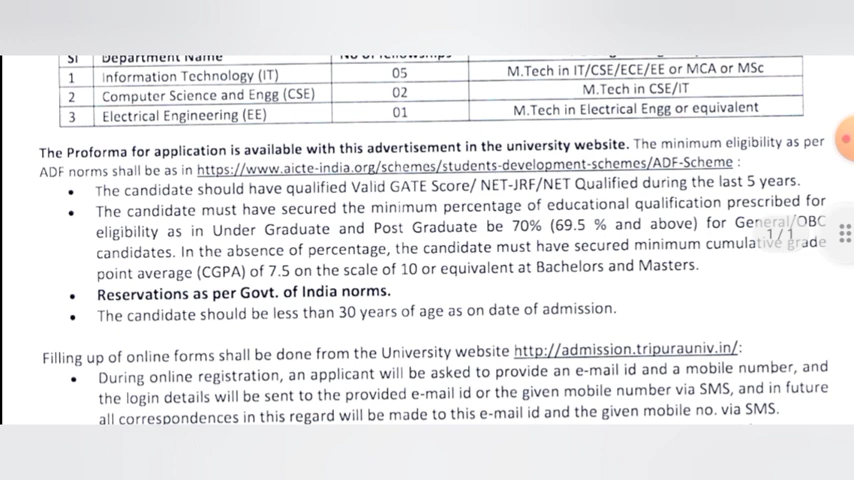 Sl Department Name No of fellowships
1 Information Technology (IT) 05 M.Tech in IT/CSE/ECE/EE or MCA or MSc
2 Computer Science and Engg (CSE) 02 M.Tech in CSE/IT
3 Electrical Engineering (EE) 01 M.Tech in Electrical Engg or equivalent
The Proforma for application is available with this advertisement in the university website. The minimum eligibility as per
ADF norms shall be as in https://www.aicte-india.org/schemes/students-development-schemes/ADF-Scheme :
• The candidate should have qualified Valid GATE Score/ NET-JRF/NET Qualified during the last 5 years.
• The candidate must have secured the minimum percentage of educational qualification prescribed for
eligibility as in Under Graduate and Post Graduate be 70% (69.5 % and above) for General/OBC
candidates. In the absence of percentage, the candidate must have secured minimum cumulative grade
point average (CGPA) of 7.5 on the scale of 10 or equivalent at Bachelors and Masters.
• Reservations as per Govt. of India norms.
• The candidate should be less than 30 years of age as on date of admission.
Filling up of online forms shall be done from the University website http://admission.tripurauniv.in/:
• During online registration, an applicant will be asked to provide an e-mail id and a mobile number, and
the login details will be sent to the provided e-mail id or the given mobile number via SMS, and in future
all correspondences in this regard will be made to this e-mail id and the given mobile no. via SMS.
1/1